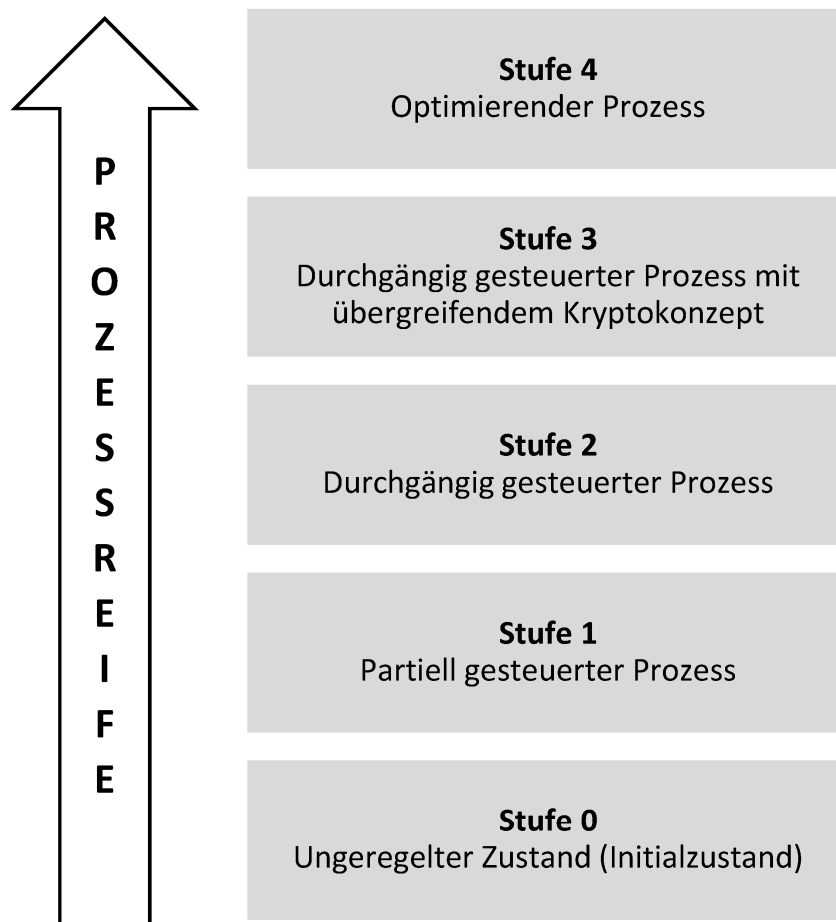 PROZESSREIFE
Stufe 4
Optimierender Prozess
Stufe 3
Durchgängig gesteuerter Prozess mit
übergreifendem Kryptokonzept
Stufe 2
Durchgängig gesteuerter Prozess
Stufe 1
Partiell gesteuerter Prozess
Stufe 0
Ungeregelter Zustand (Initialzustand)